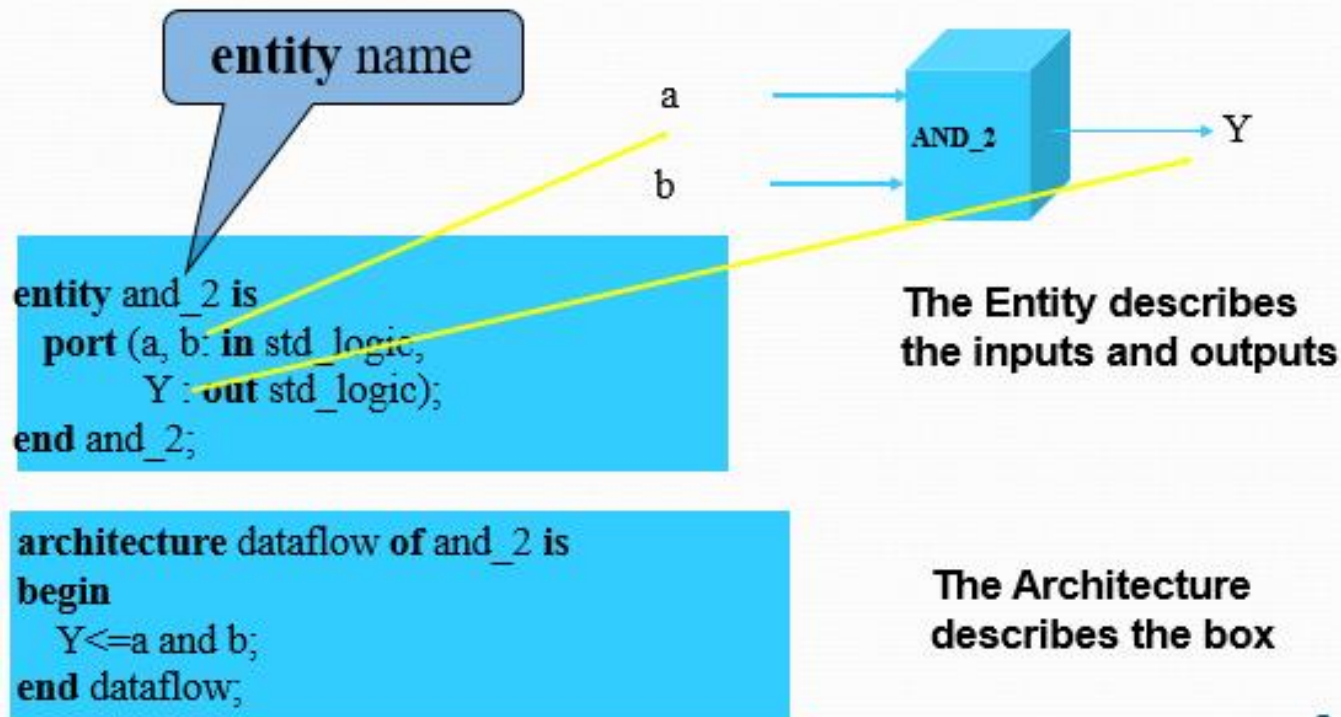 entity name
a
b
AND_2
Y
entity and_2 is
port (a, b: in std_logic;
Y : out std_logic);
end and_2;
The Entity describes
the inputs and outputs
architecture dataflow of and_2 is
begin
Y<=a and b;
end dataflow;
The Architecture
describes the box